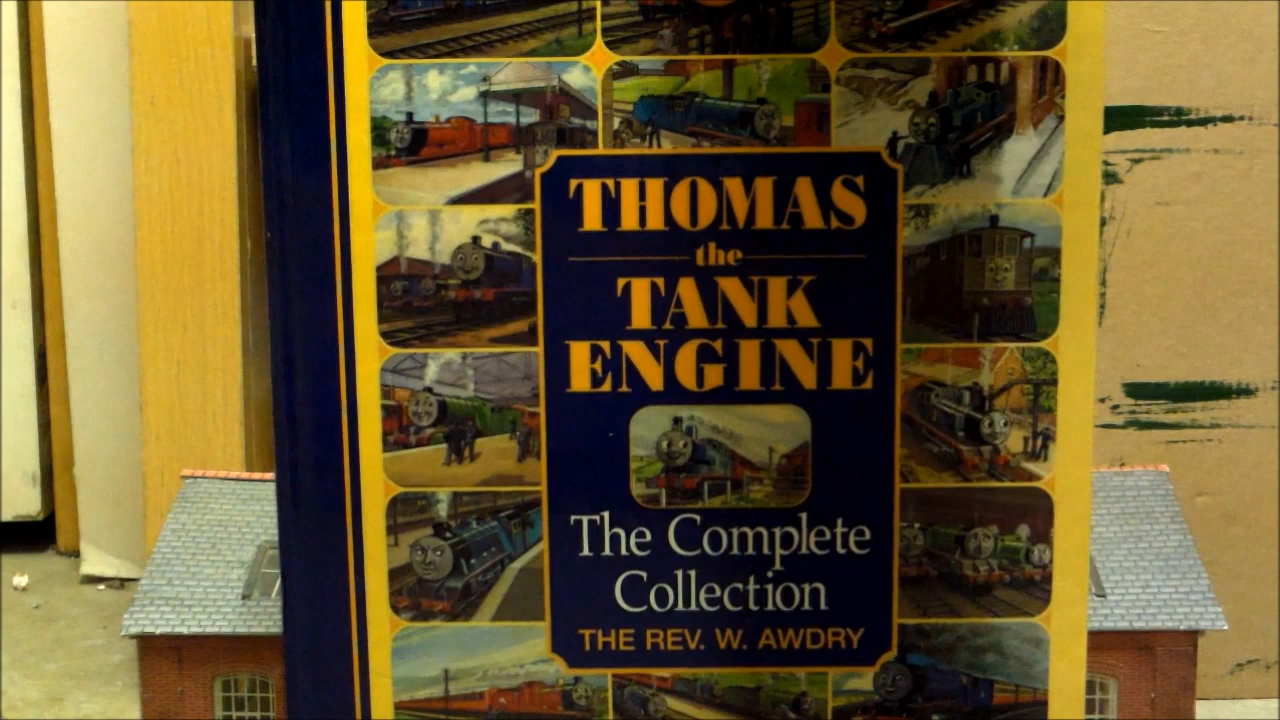 THOMAS
the
TANK
ENGINE
The Complete
Collection
THE REV. W. AWDRY